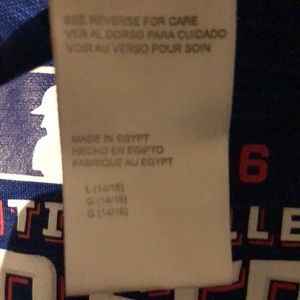 SEE REVERSE FOR CARE
VER AL DORSO PARA CUIDADO
VOIR AU VERSO POUR SOIN
MADE IN EGYPT
HECHO EN EGIPTO
FABRIQUE AU EGYPT
6
L (14/16)
G (14/16)
G (14/16)